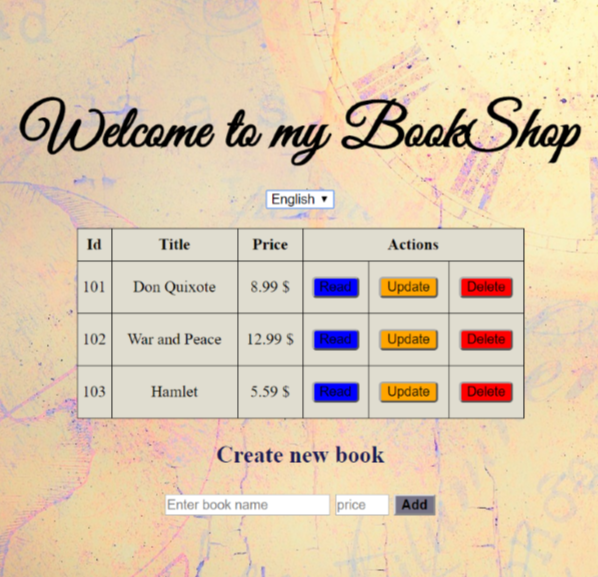 Welcome to my BookShop
English
Id Title Price Actions
101 Don Quixote 8.99 $ Read Update Delete
102 War and Peace 12.99 $ Read Update Delete
103 Hamlet 5.59 $ Read Update Delete
Create new book
Enter book name price Add